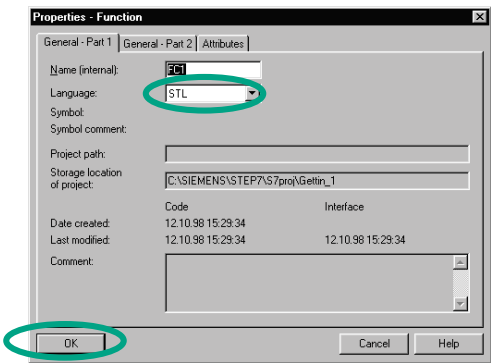 Properties - Function
General - Part 1 General - Part 2 Attributes
Name (internal): FC1
Language: STL
Symbol:
Symbol comment:
Project path:
Storage location
of project: C:\SIEMENS\STEP7\S7proj\Gettin_1
Code Interface
Date created: 12.10.98 15:29:34
Last modified: 12.10.98 15:29:34 12.10.98 15:29:34
Comment:
OK Cancel Help